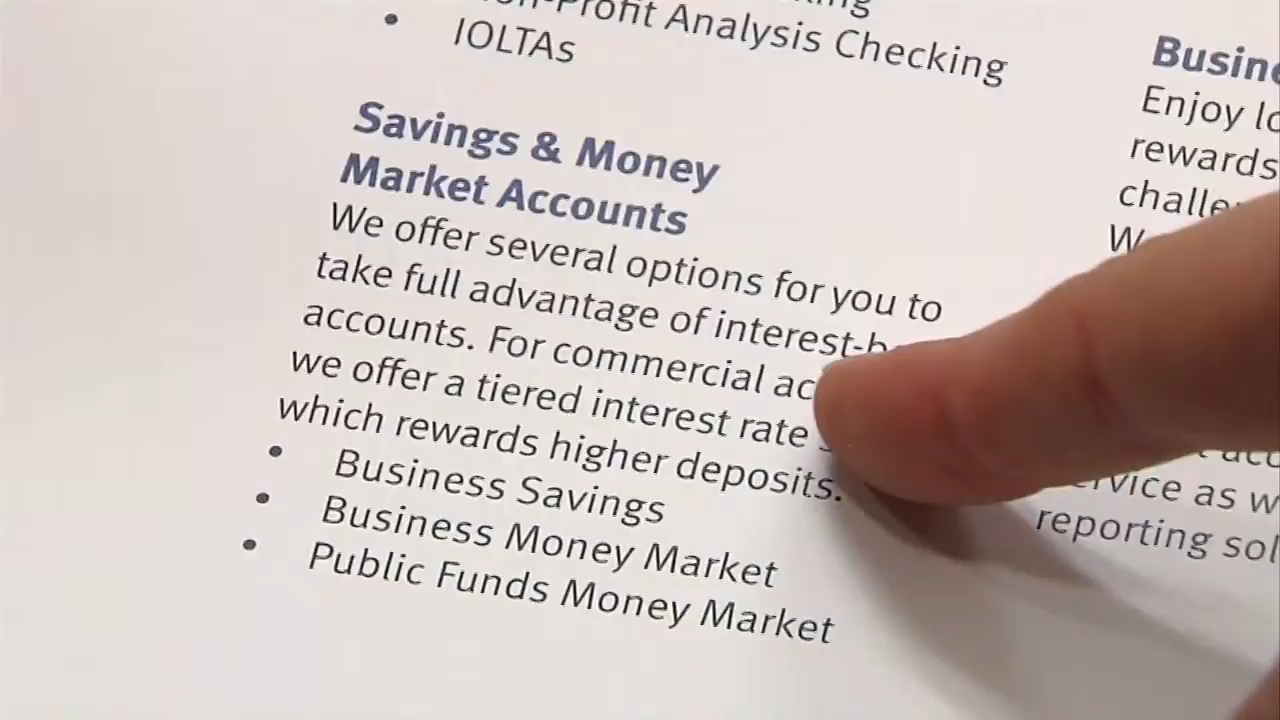 Profit Analysis Checking
• IOLTAs
Savings & Money
Market Accounts
We offer several options for you to
take full advantage of
accounts. For commercial
we offer a tiered interest rate
which rewards higher deposits.
• Business Savings
• Business Money Market
• Public Funds Money Market
Enjoy
rewards
as
reporting